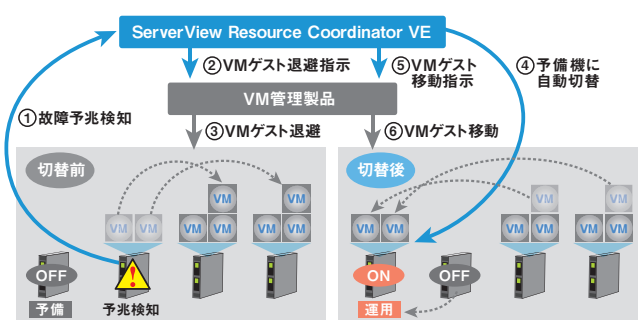 ServerView Resource Coordinator VE
②VMゲスト退避指示
⑤VMゲスト
移動指示
④予備機に
自動切替
VM管理製品
①故障予兆検知
③VMゲスト退避
⑥VMゲスト移動
切替前
VM
VM
VM
VM
VM
VM
VM
VM
OFF
予備
予兆検知
切替後
VM
VM
VM
VM
VM
VM
VM
VM
ON
OFF
運用